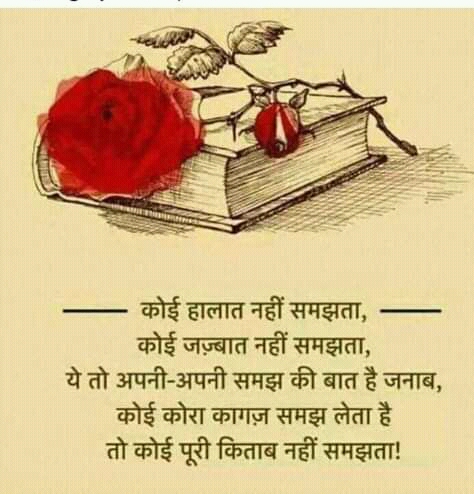 कोई हालात नहीं समझता,
कोई जज़्बात नहीं समझता,
ये तो अपनी-अपनी समझ की बात है जनाब,
कोई कोरा कागज़ समझ लेता है
तो कोई पूरी किताब नहीं समझता!